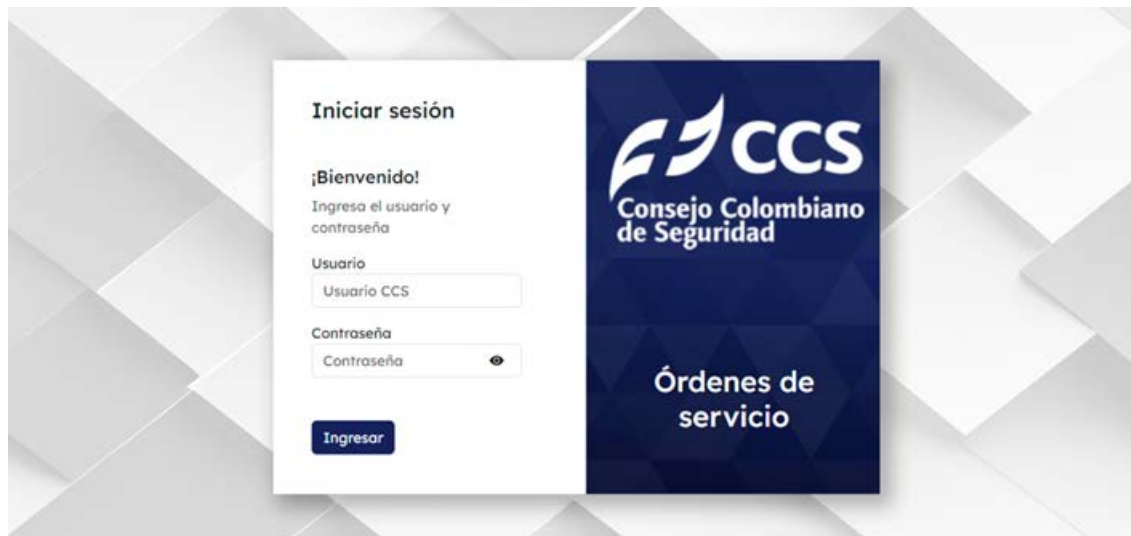 Iniciar sesión
¡Bienvenido!
Ingresa el usuario y
contraseña
Usuario
Usuario CCS
Contraseña
Contraseña
Ingresar
CCS
Consejo Colombiano
de Seguridad
Órdenes de
servicio